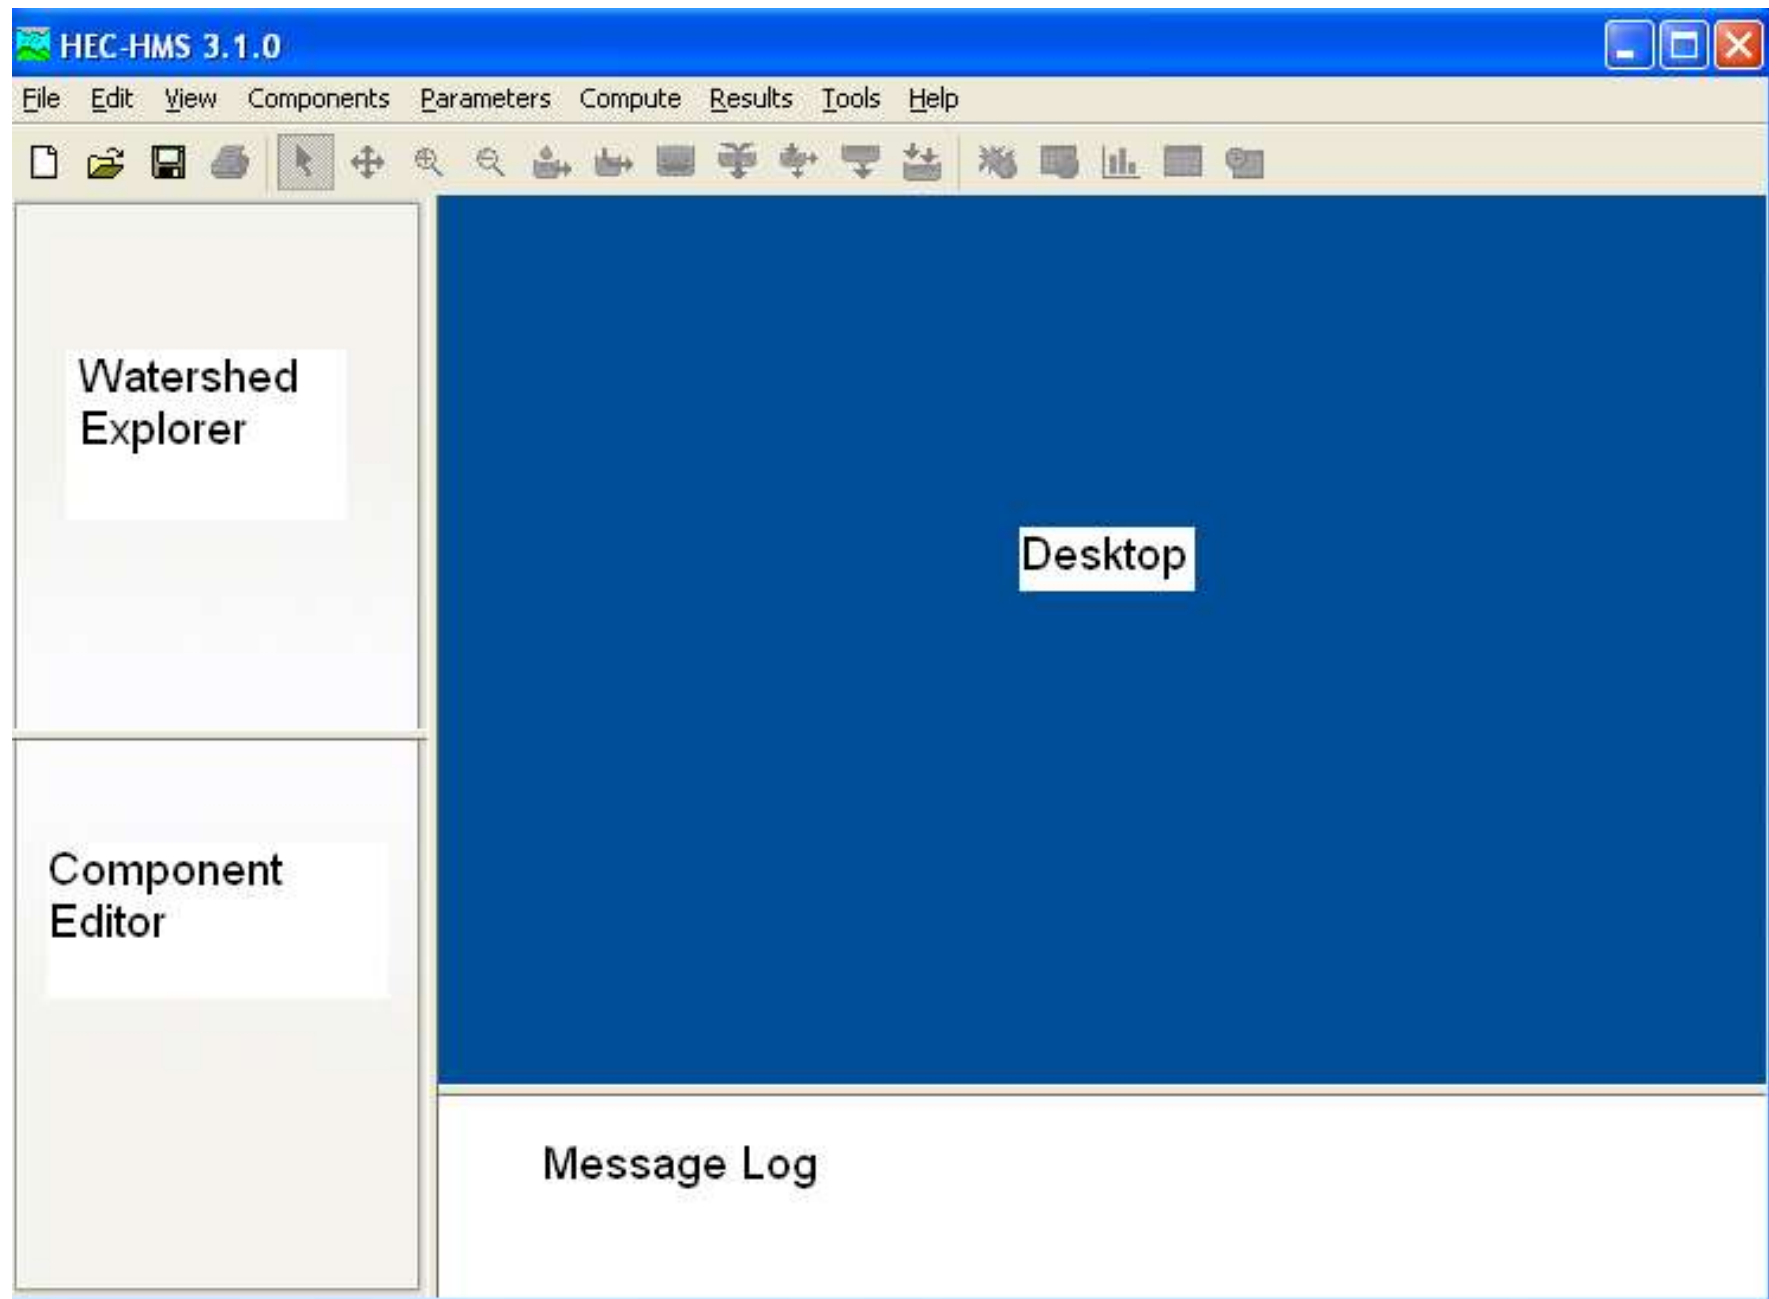 HEC-HMS 3.1.0
File Edit View Components Parameters Compute Results Tools Help
Watershed
Explorer
Desktop
Component
Editor
Message Log